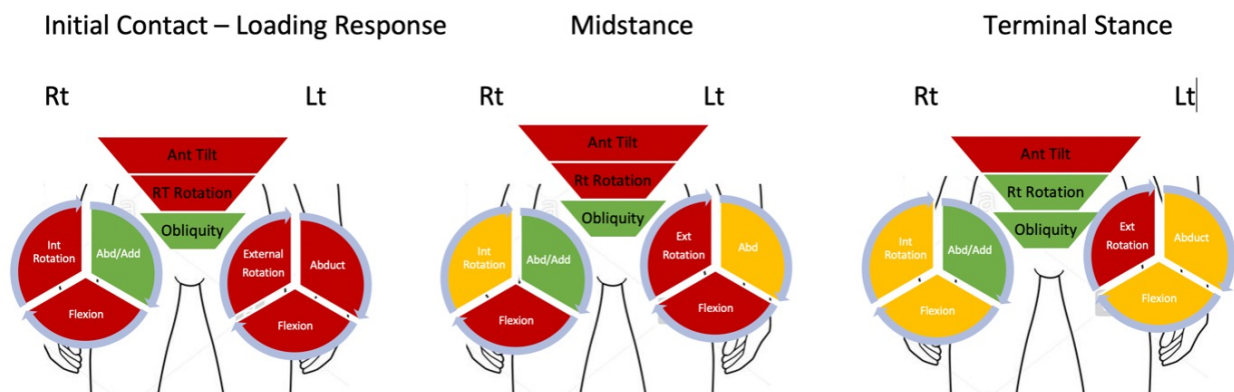 Initial Contact – Loading Response
Rt
Lt
Ant Tilt
RT Rotation
Obliquity
Int
Rotation
Abd/Add
Flexion
External
Rotation
Abduct
Flexion
Midstance
Rt
Lt
Ant Tilt
Rt Rotation
Obliquity
Int
Rotation
Abd/Add
Flexion
Ext
Rotation
Abd
Flexion
Terminal Stance
Rt
Lt
Ant Tilt
Rt Rotation
Obliquity
Int
Rotation
Abd/Add
Flexion
Ext
Rotation
Abduct
Flexion